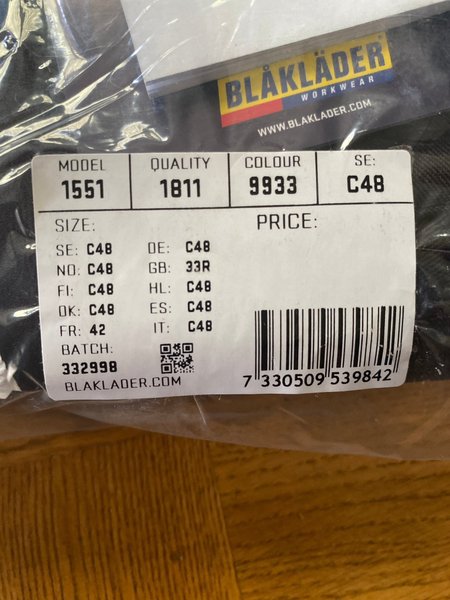 BLÅKLÄDER
WORKWEAR
WWW.BLAKLADER.COM
MODEL QUALITY COLOUR SE:
1551 1811 9933 C48
SIZE: PRICE:
SE: C48 DE: C48
NO: C48 GB: 33R
FI: C48 HL: C48
DK: C48 ES: C48
FR: 42 IT: C48
BATCH:
332998
BLAKLADER.COM
7 330509 539842